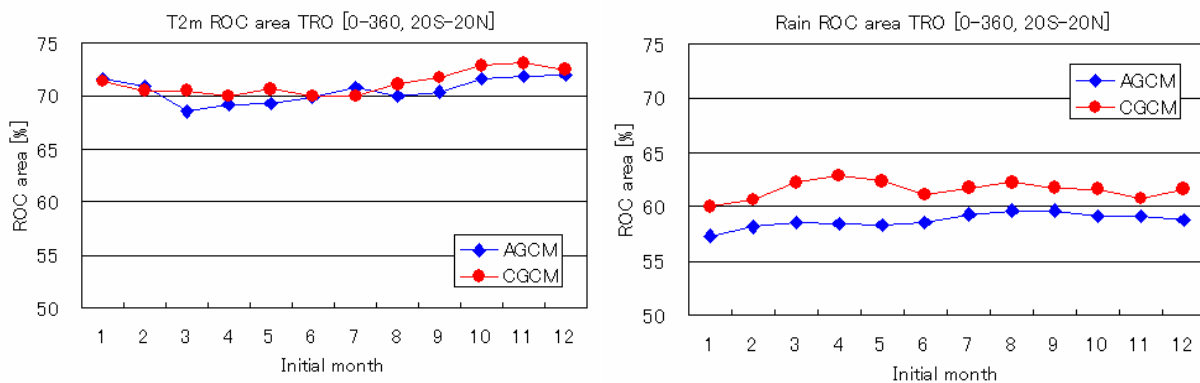 T2m ROC area TRO [0-360, 20S-20N]
75
70
65
60
55
50
ROC area [%]
AGCM
CGCM
1 2 3 4 5 6 7 8 9 10 11 12
Initial month
Rain ROC area TRO [0-360, 20S-20N]
75
70
65
60
55
50
ROC area [%]
AGCM
CGCM
1 2 3 4 5 6 7 8 9 10 11 12
Initial month